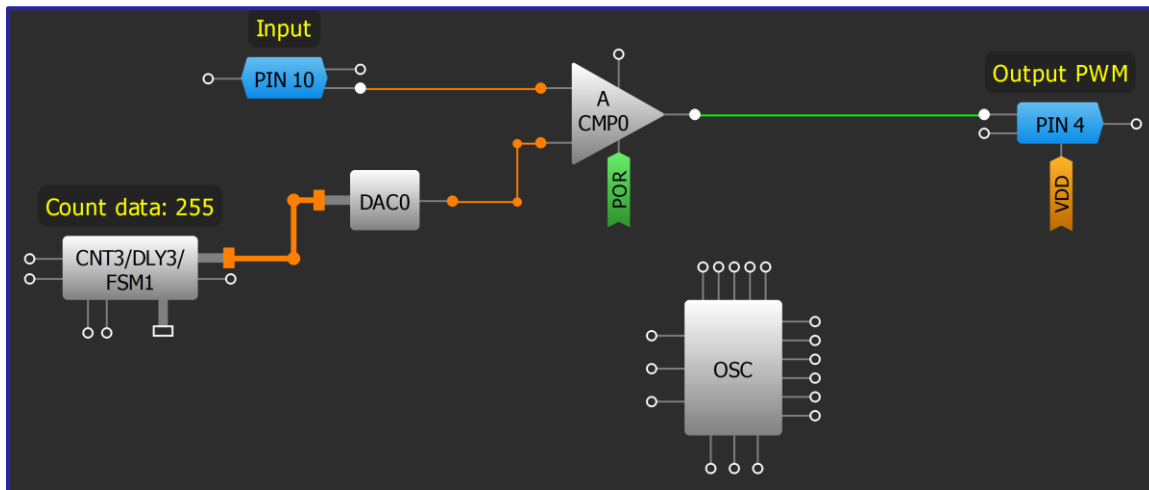 Input
PIN 10
A
CMP0
Output PWM
PIN 4
POR
VDD
Count data: 255
DAC0
CNT3/DLY3/
FSM1
OSC